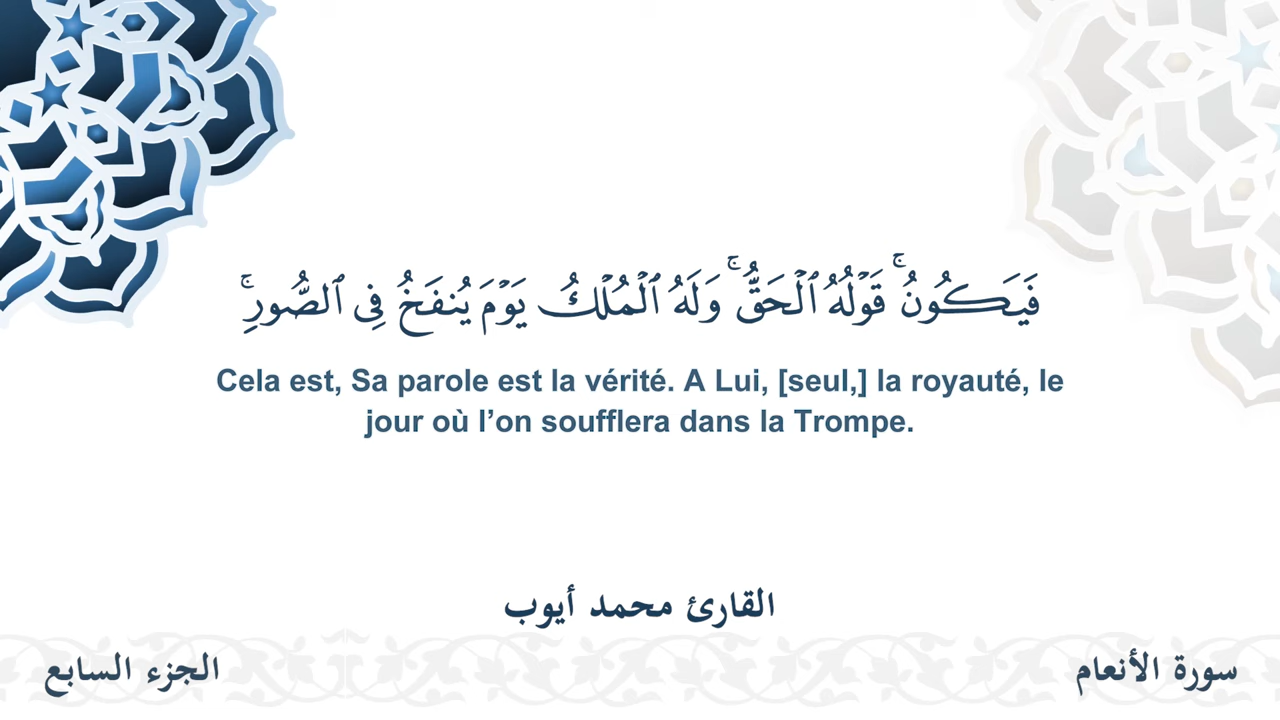 فَيَكُونُۚ قَوۡلُهُ ٱلۡحَقُّۚ وَلَهُ ٱلۡمُلۡكُ يَوۡمَ يُنفَخُ فِي ٱلصُّورِۚ
Cela est, Sa parole est la vérité. A Lui, [seul,] la royauté, le
jour où l’on soufflera dans la Trompe.
القارئ محمد أيوب
سورة الأنعام
الجزء السابع